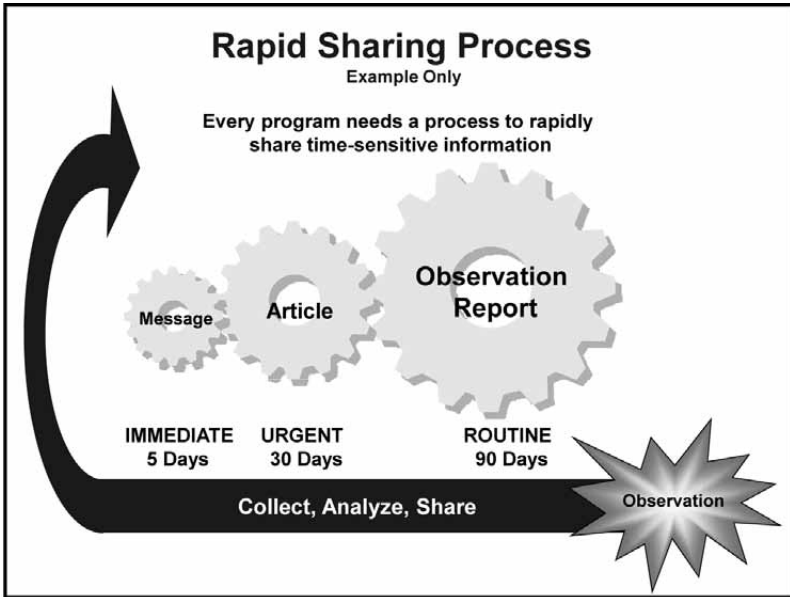 Rapid Sharing Process
Example Only
Every program needs a process to rapidly
share time-sensitive information
Message
Article
Observation
Report
IMMEDIATE
5 Days
URGENT
30 Days
ROUTINE
90 Days
Collect, Analyze, Share
Observation